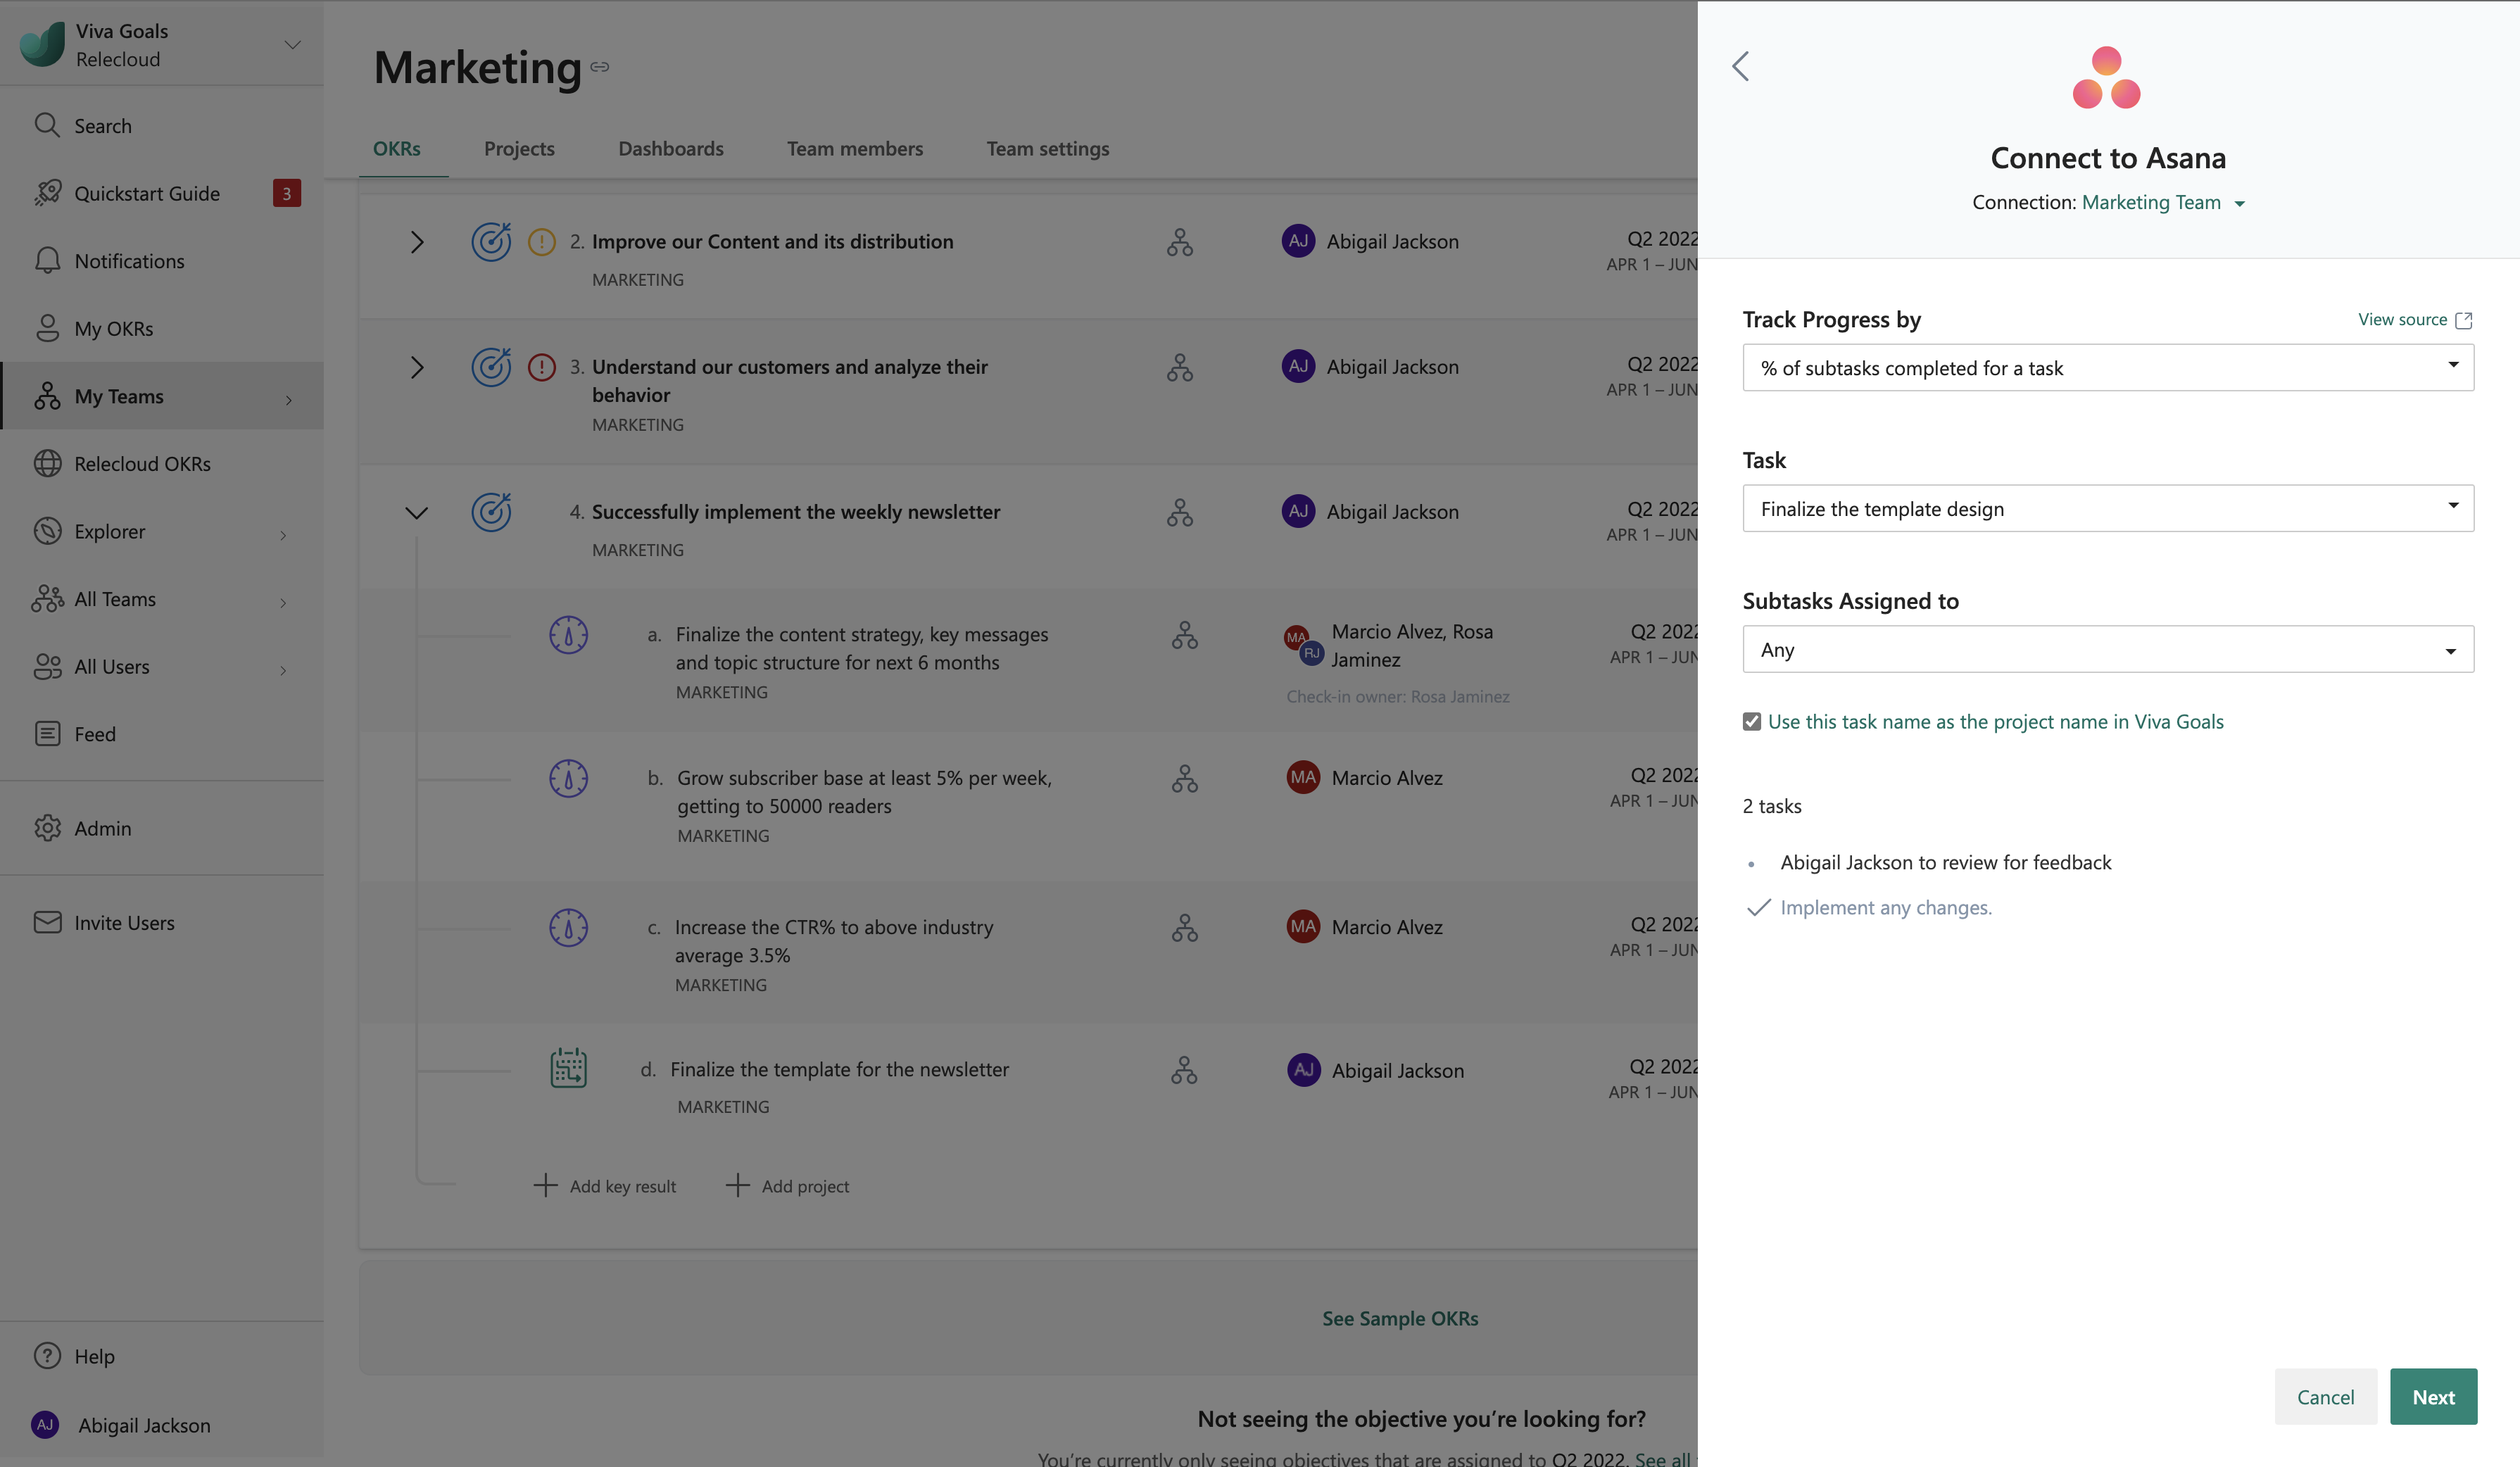 Viva Goals
Relecloud
Search
Quickstart Guide
3
Notifications
My OKRs
My Teams
Relecloud OKRs
Explorer
All Teams
All Users
Feed
Admin
Invite Users
Help
AJ
Abigail Jackson
Marketing
OKRs
Projects
Dashboards
Team members
Team settings
2. Improve our Content and its distribution
MARKETING
AJ
Abigail Jackson
Q2 2022
APR 1 – JUN
3. Understand our customers and analyze their
behavior
MARKETING
AJ
Abigail Jackson
Q2 2022
APR 1 – JUN
4. Successfully implement the weekly newsletter
MARKETING
AJ
Abigail Jackson
Q2 2022
APR 1 – JUN
a. Finalize the content strategy, key messages
and topic structure for next 6 months
MARKETING
MA
RJ
Marcio Alvez, Rosa
Jaminez
Check-in owner: Rosa Jaminez
Q2 2022
APR 1 – JUN
b. Grow subscriber base at least 5% per week,
getting to 50000 readers
MARKETING
MA
Marcio Alvez
Q2 2022
APR 1 – JUN
c. Increase the CTR% to above industry
average 3.5%
MARKETING
MA
Marcio Alvez
Q2 2022
APR 1 – JUN
d. Finalize the template for the newsletter
MARKETING
AJ
Abigail Jackson
Q2 2022
APR 1 – JUN
Add key result
Add project
See Sample OKRs
Not seeing the objective you're looking for?
You're currently only seeing objectives that are assigned to Q2 2022. See all
Connect to Asana
Connection: Marketing Team
Track Progress by
View source
% of subtasks completed for a task
Task
Finalize the template design
Subtasks Assigned to
Any
Use this task name as the project name in Viva Goals
2 tasks
• Abigail Jackson to review for feedback
Implement any changes.
Cancel
Next